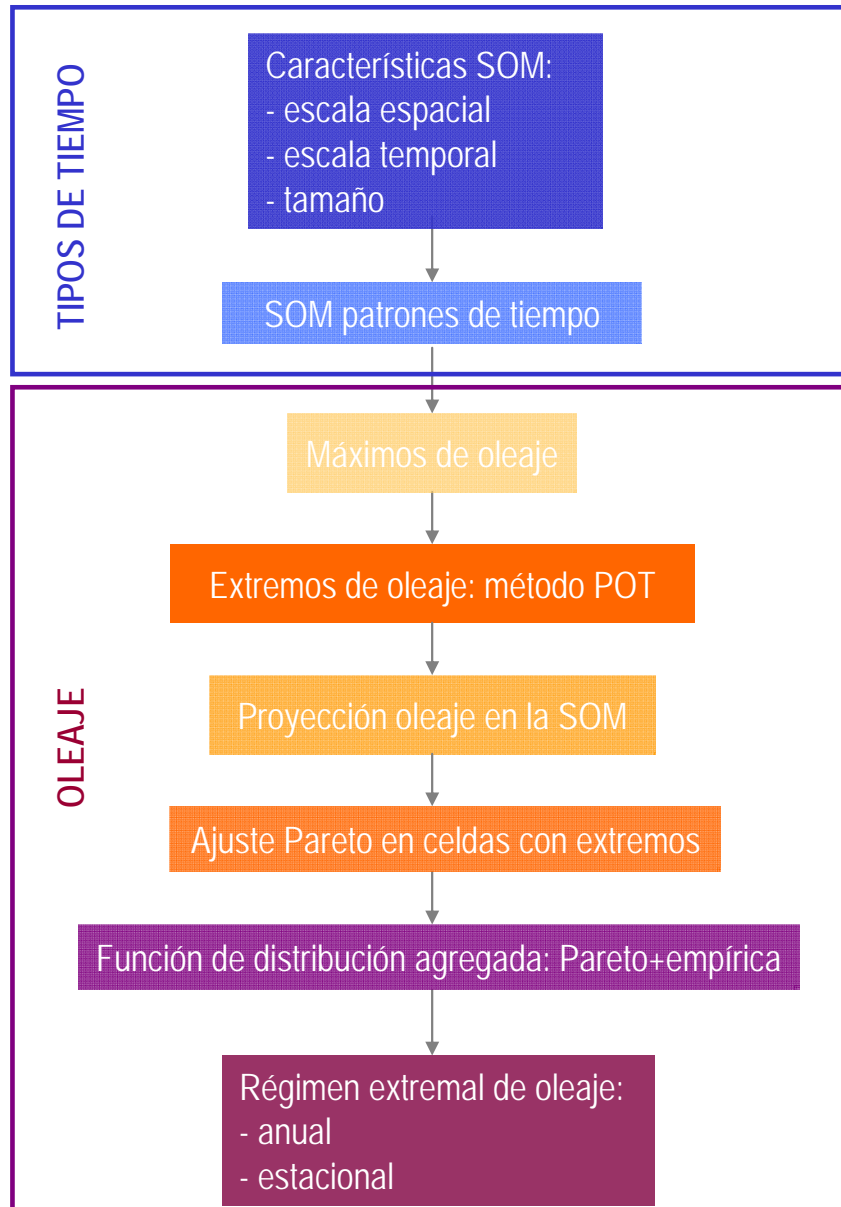 TIPOS DE TIEMPO
Características SOM:
- escala espacial
- escala temporal
- tamaño
SOM patrones de tiempo
OLEAJE
Máximos de oleaje
Extremos de oleaje: método POT
Proyección oleaje en la SOM
Ajuste Pareto en celdas con extremos
Función de distribución agregada: Pareto+empírica
Régimen extremal de oleaje:
- anual
- estacional